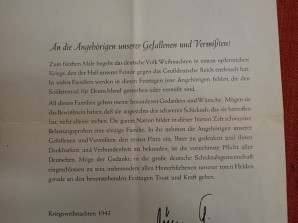 An die Angehörigen unserer Gefallenen und Vermißten!
Zum fünften Male begeht das deutsche Volk Weihnachten in einem opferreichen
Kriege, den der Haß unserer Feinde gegen das Großdeutsche Reich entfesselt hat.
In vielen Familien werden in diesen Festtagen jene Angehörigen fehlen, die den
Soldatentod für Deutschland gestorben oder vermißt sind.
All diesen Familien gelten meine besonderen Gedanken und Wünsche. Mögen sie
das Bewußtsein haben, daß sie angesichts des schweren Schicksals, das sie betroffen
hat, nicht allein stehen. Die ganze Nation bildet in dieser harten Zeit schwerster
Belastungsproben eine einzige Familie. In ihr nehmen die Angehörigen unserer
Gefallenen und Vermißten den ersten Platz ein. Ihrer zu gedenken und ihnen
Dankbarkeit und Verbundenheit zu bekunden, ist die vornehmste Pflicht aller
Deutschen. Möge der Gedanke, in die große deutsche Schicksalsgemeinschaft
eingeschlossen zu sein, insbesondere allen Hinterbliebenen unserer toten Helden
gerade an den bevorstehenden Festtagen Trost und Kraft geben.
Kriegsweihnachten 1943